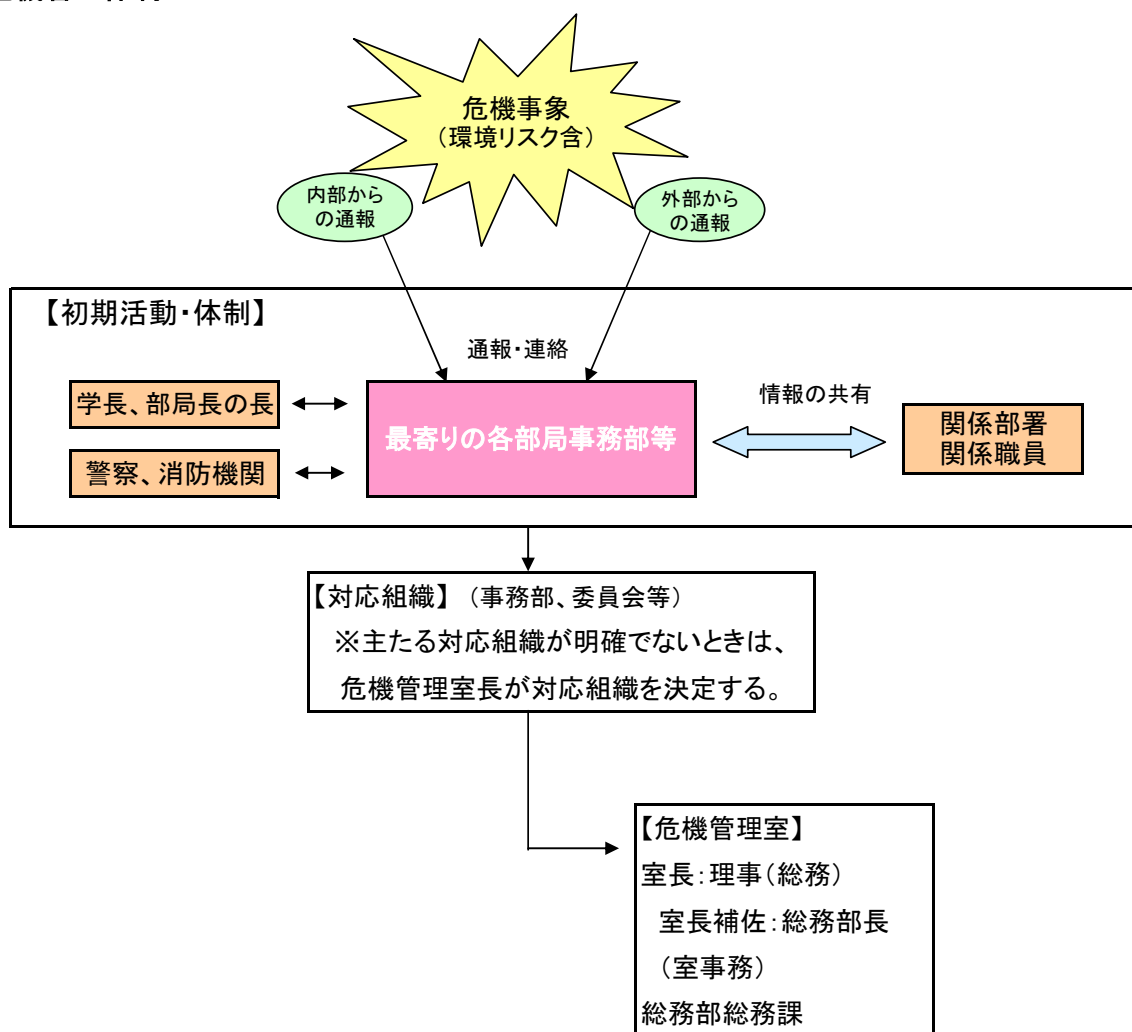 危機事象
（環境リスク含）
内部から
の通報
外部から
の通報
【初期活動・体制】
通報・連絡
情報の共有
学長、部局長の長
最寄りの各部局事務部等
関係部署
関係職員
警察、消防機関
【対応組織】（事務部、委員会等）
※主たる対応組織が明確でないときは、
危機管理室長が対応組織を決定する。
【危機管理室】
室長：理事（総務）
室長補佐：総務部長
（室事務）
総務部総務課